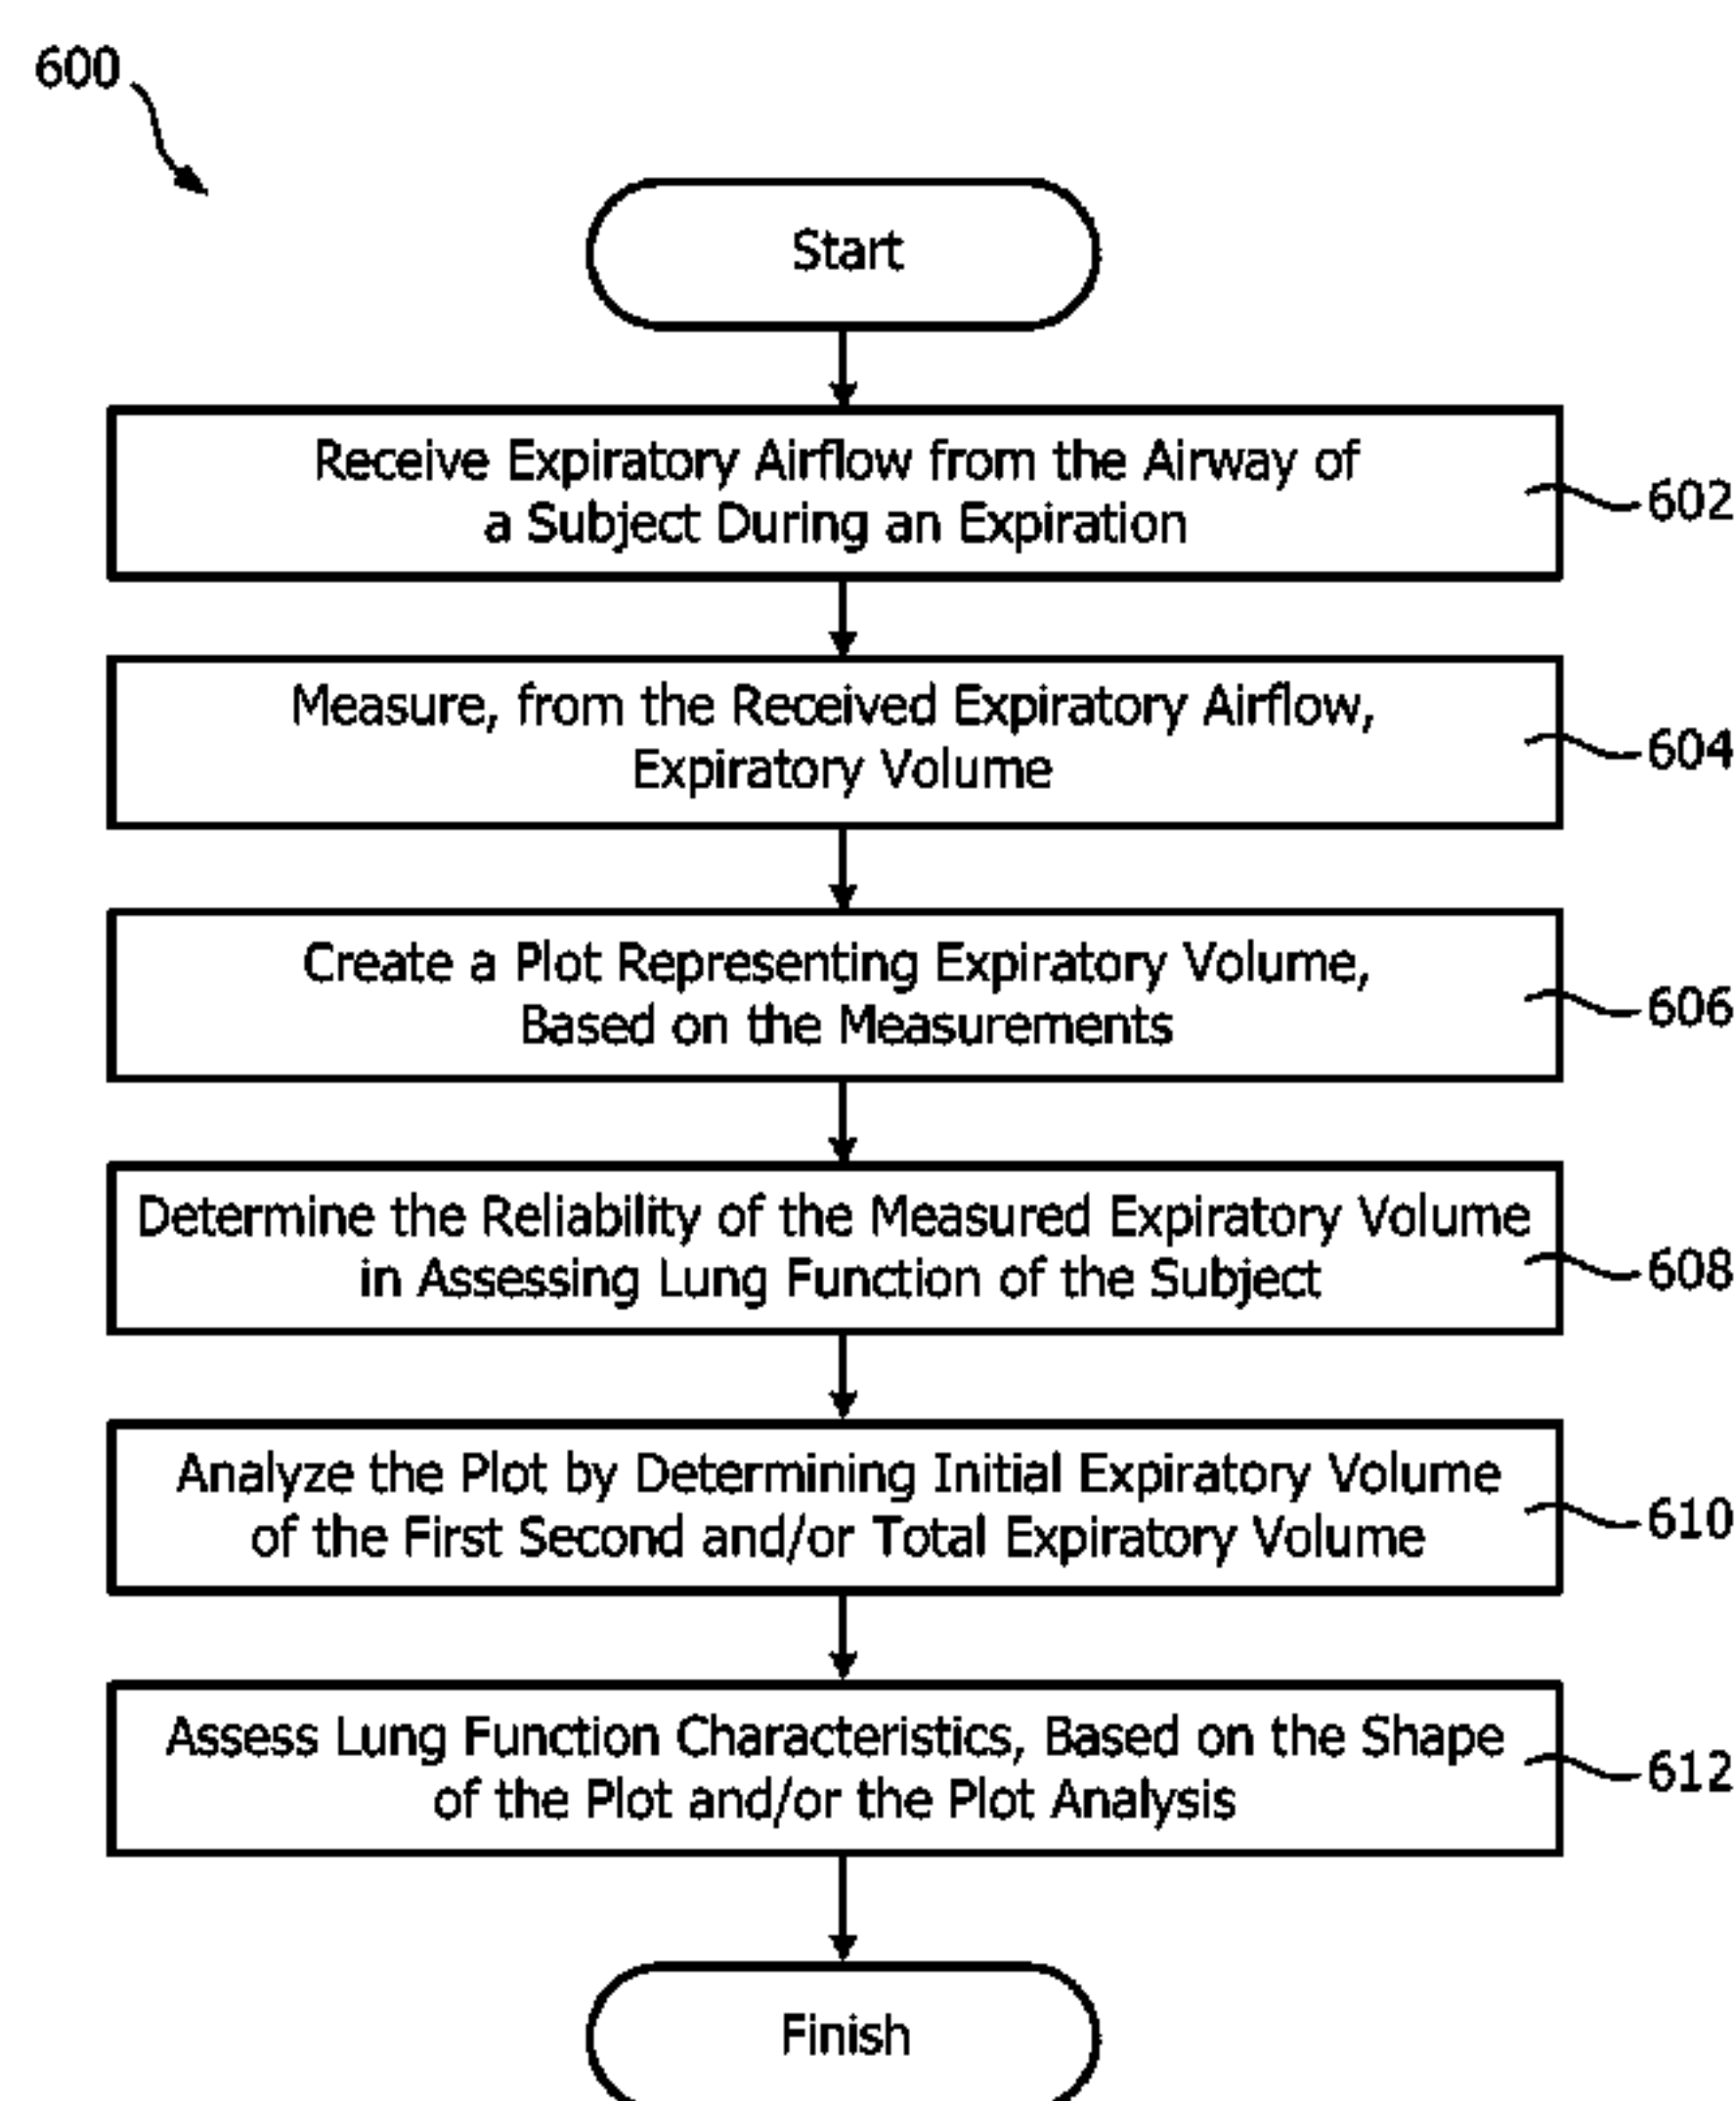 600
Start
Receive Expiratory Airflow from the Airway of
a Subject During an Expiration
602
Measure, from the Received Expiratory Airflow,
Expiratory Volume
604
Create a Plot Representing Expiratory Volume,
Based on the Measurements
606
Determine the Reliability of the Measured Expiratory Volume
in Assessing Lung Function of the Subject
608
Analyze the Plot by Determining Initial Expiratory Volume
of the First Second and/or Total Expiratory Volume
610
Assess Lung Function Characteristics, Based on the Shape
of the Plot and/or the Plot Analysis
612
Finish